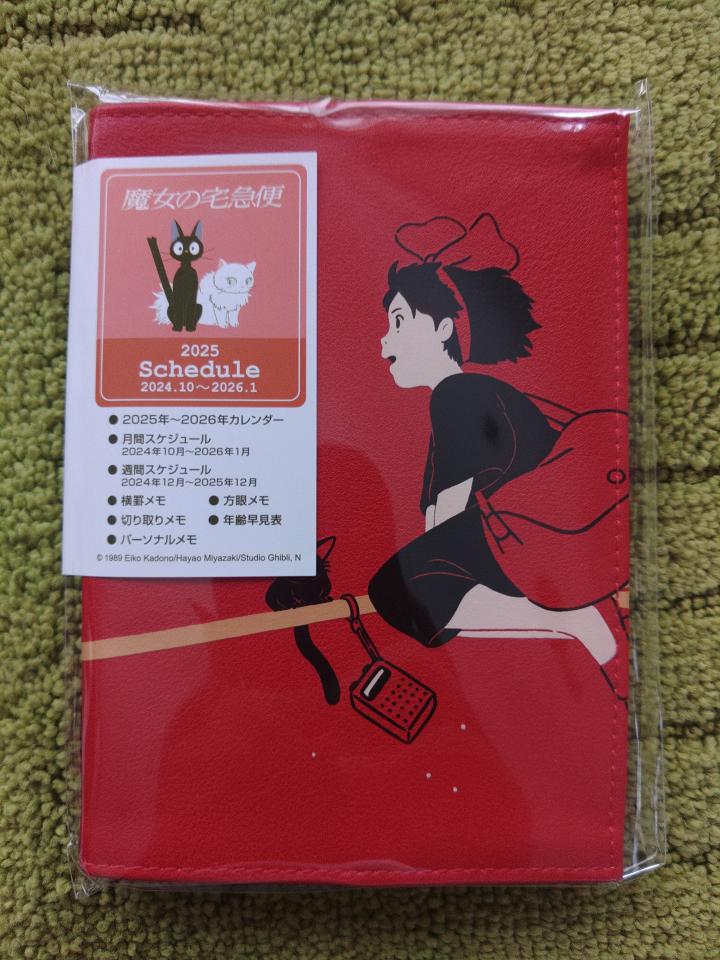 魔女の宅急便
2025
Schedule
2024.10～2026.1
● 2025年～2026年カレンダー
● 月間スケジュール
2024年10月～2026年1月
● 週間スケジュール
2024年12月～2025年12月
● 横罫メモ ● 方眼メモ
● 切り取りメモ ● 年齢早見表
● パーソナルメモ
© 1989 Eiko Kadono/Hayao Miyazaki/Studio Ghibli, N